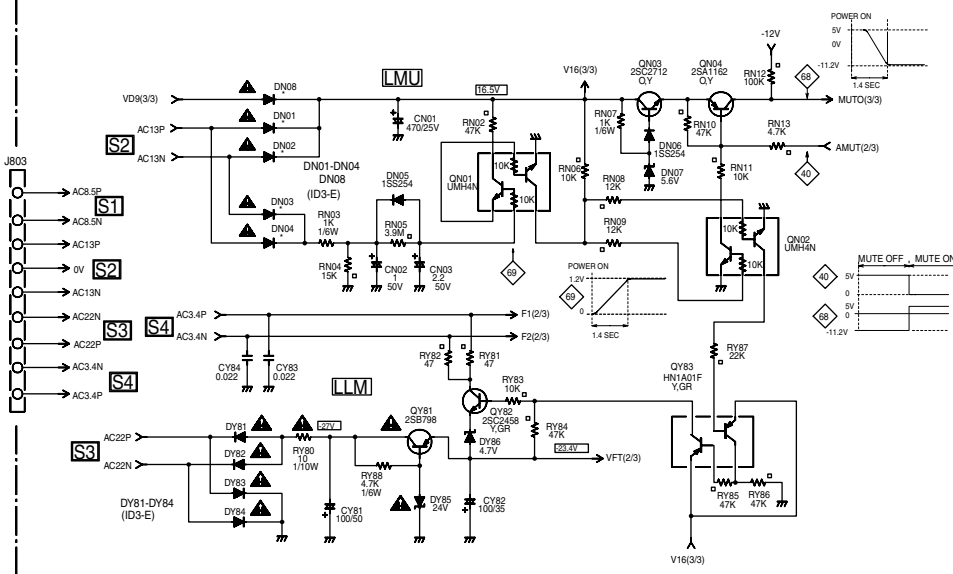 POWER ON
5V
0V
-11.2V
1.4 SEC
-12V
QN03
2SC2712
O,Y
QN04
2SA1162
O,Y
RN12
100K
68
LMU
16.5V
V16(3/3)
VD9(3/3)
DN08
*
MUTO(3/3)
CN01
470/25V
RN02
47K
RN07
1K
1/6W
RN10
47K
RN13
4.7K
AC13P
DN01
*
S2
AC13N
DN02
*
DN06
1SS254
AMUT(2/3)
40
J803
DN01-DN04
DN08
(ID3-E)
DN05
1SS254
QN01
UMH4N
10K
10K
RN06
10K
DN07
5.6V
RN08
12K
RN11
10K
AC8.5P
S1
AC8.5N
DN03
*
DN04
*
RN03
1K
1/6W
RN05
3.9M
RN09
12K
10K
10K
QN02
UMH4N
AC13P
RN04
15K
CN02
1
50V
CN03
2.2
50V
69
POWER ON
1.2V
69
0
1.4 SEC
MUTE OFF , MUTE ON
40
5V
0
68
5V
0
-11.2V
0V
S2
AC13N
AC22N
S3
AC22P
AC3.4N
S4
AC3.4P
S4
AC3.4P
F1(2/3)
AC3.4N
F2(2/3)
CY84
0.022
CY83
0.022
RY82
47
RY81
47
RY87
22K
LLM
RY83
10K
QY83
HN1A01F
Y,GR
QY82
2SC2458
Y,GR
QY81
2SB798
-27V
RY84
47K
DY86
4.7V
-23.4V
VFT(2/3)
AC22P
S3
AC22N
DY81
DY82
DY83
DY84
RY80
10
1/10W
RY88
4.7K
1/6W
DY81-DY84
(ID3-E)
CY81
100/50
DY85
24V
CY82
100/35
RY85
47K
RY86
47K
V16(3/3)